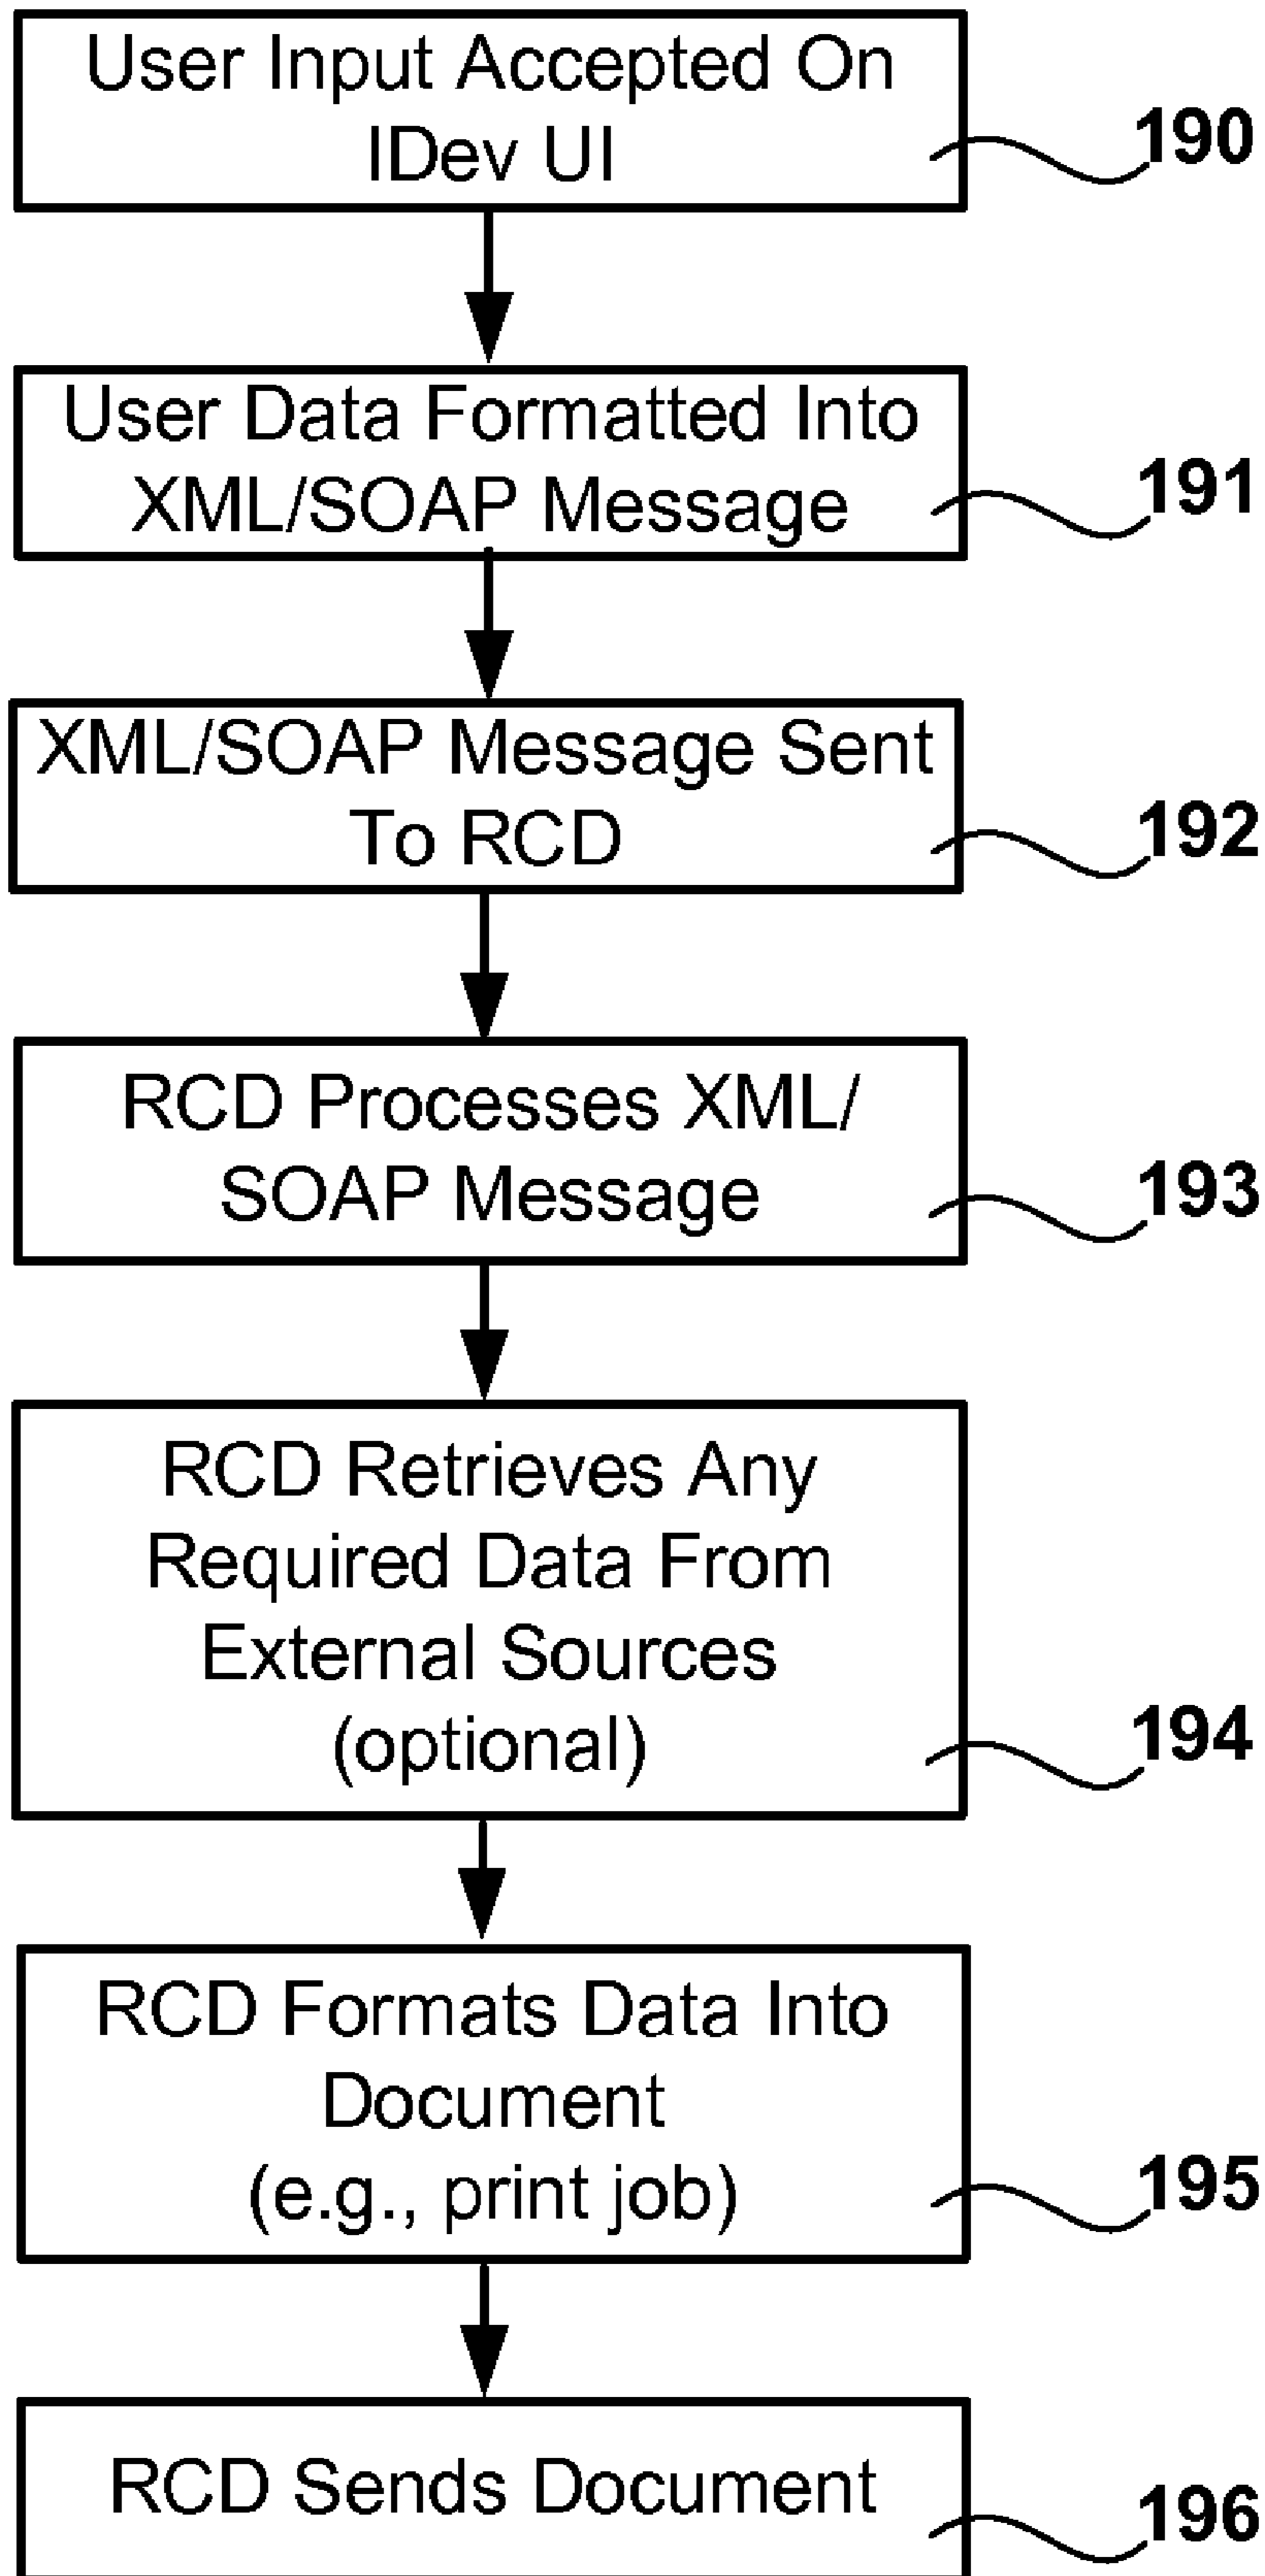 User Input Accepted On
IDev UI
190
User Data Formatted Into
XML/SOAP Message
191
XML/SOAP Message Sent
To RCD
192
RCD Processes XML/
SOAP Message
193
RCD Retrieves Any
Required Data From
External Sources
(optional)
194
RCD Formats Data Into
Document
(e.g., print job)
195
RCD Sends Document
196